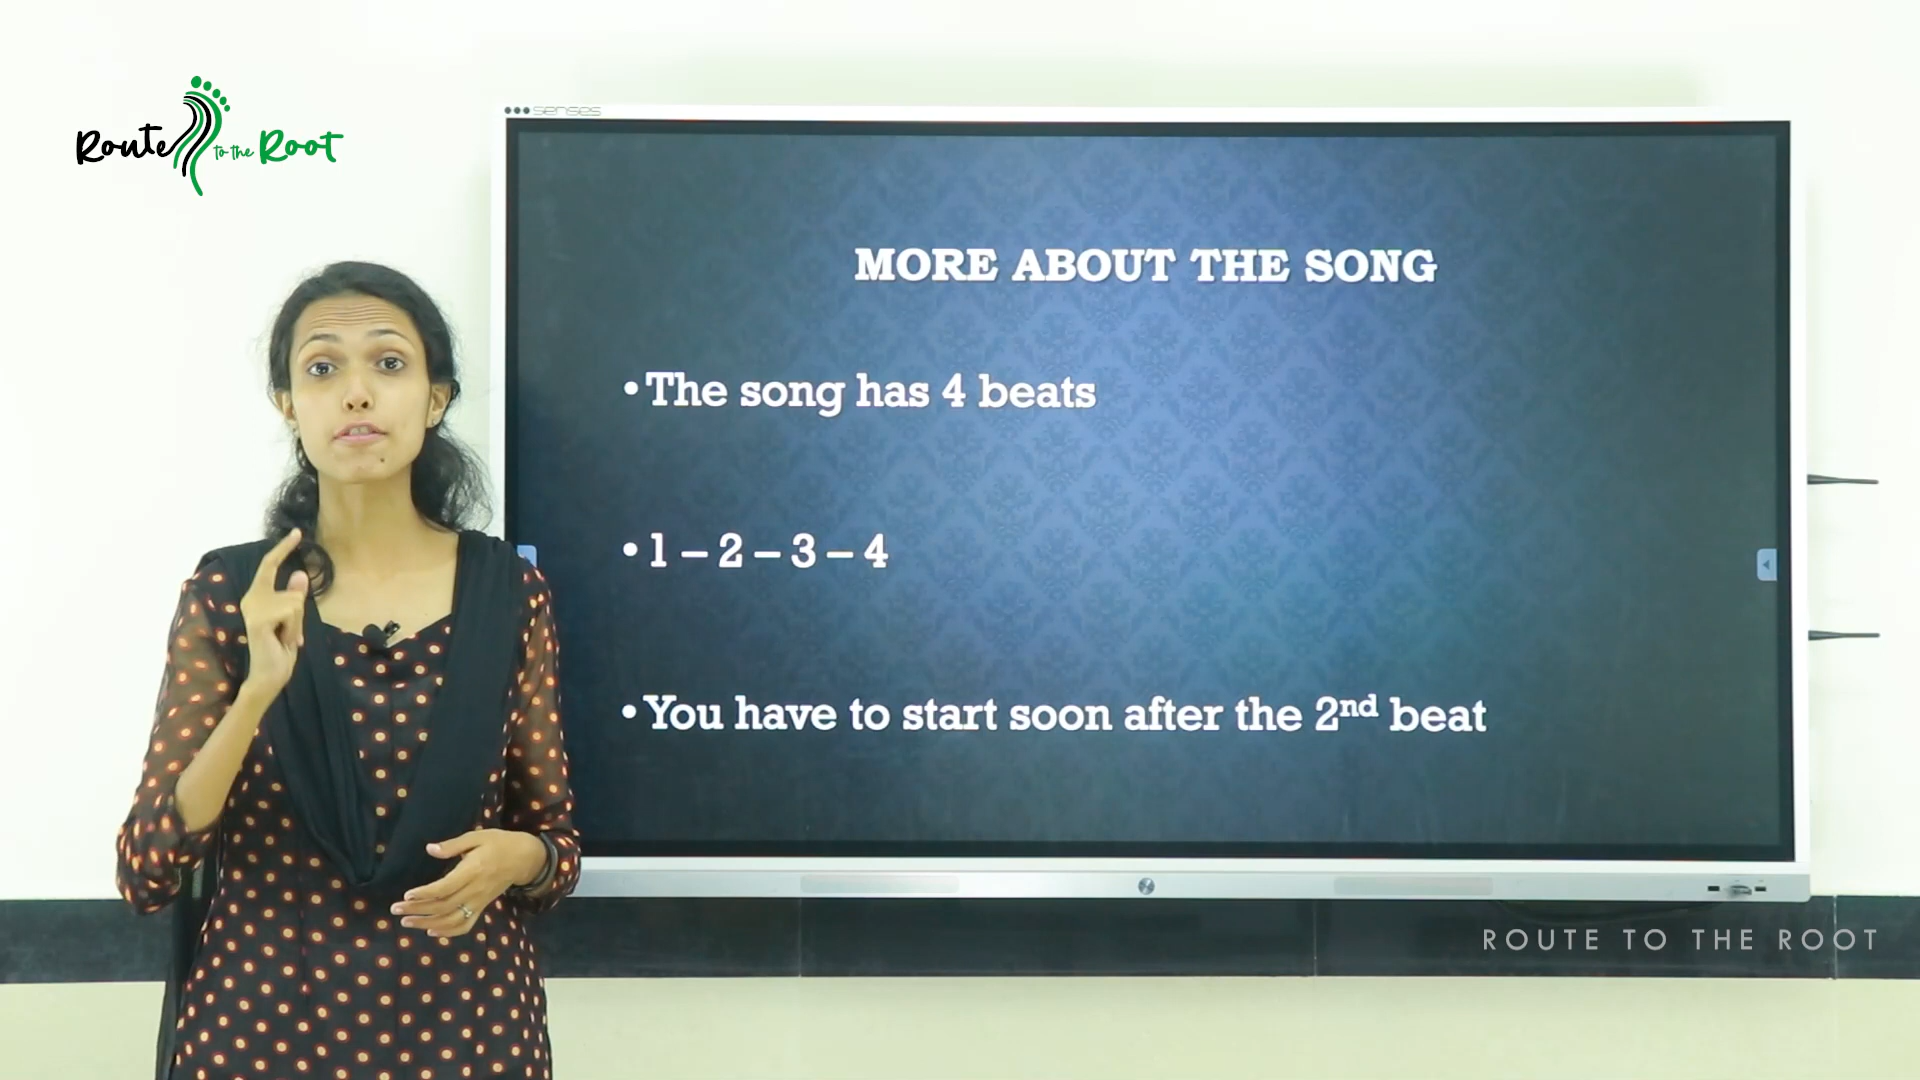 Route to the Root
senses
MORE ABOUT THE SONG
• The song has 4 beats
• 1 – 2 – 3 – 4
• You have to start soon after the 2nd beat
ROUTE TO THE ROOT